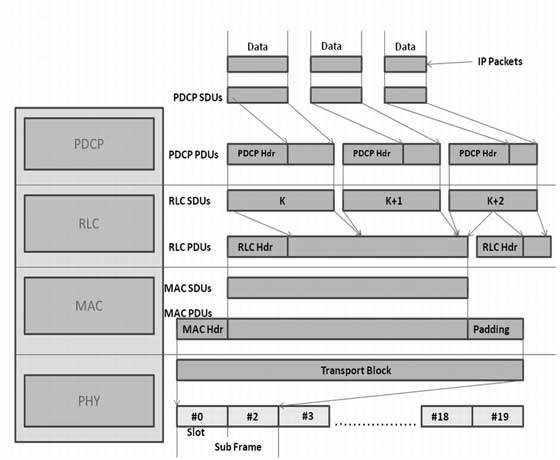 Data Data Data
IP Packets
PDCP SDUs
PDCP
PDCP PDUs PDCP Hdr PDCP Hdr PDCP Hdr
RLC SDUs K K+1 K+2
RLC
RLC PDUs RLC Hdr RLC Hdr
MAC SDUs
MAC
MAC PDUs
MAC Hdr Padding
Transport Block
PHY
#0 #2 #3 ................ #18 #19
Slot
Sub Frame